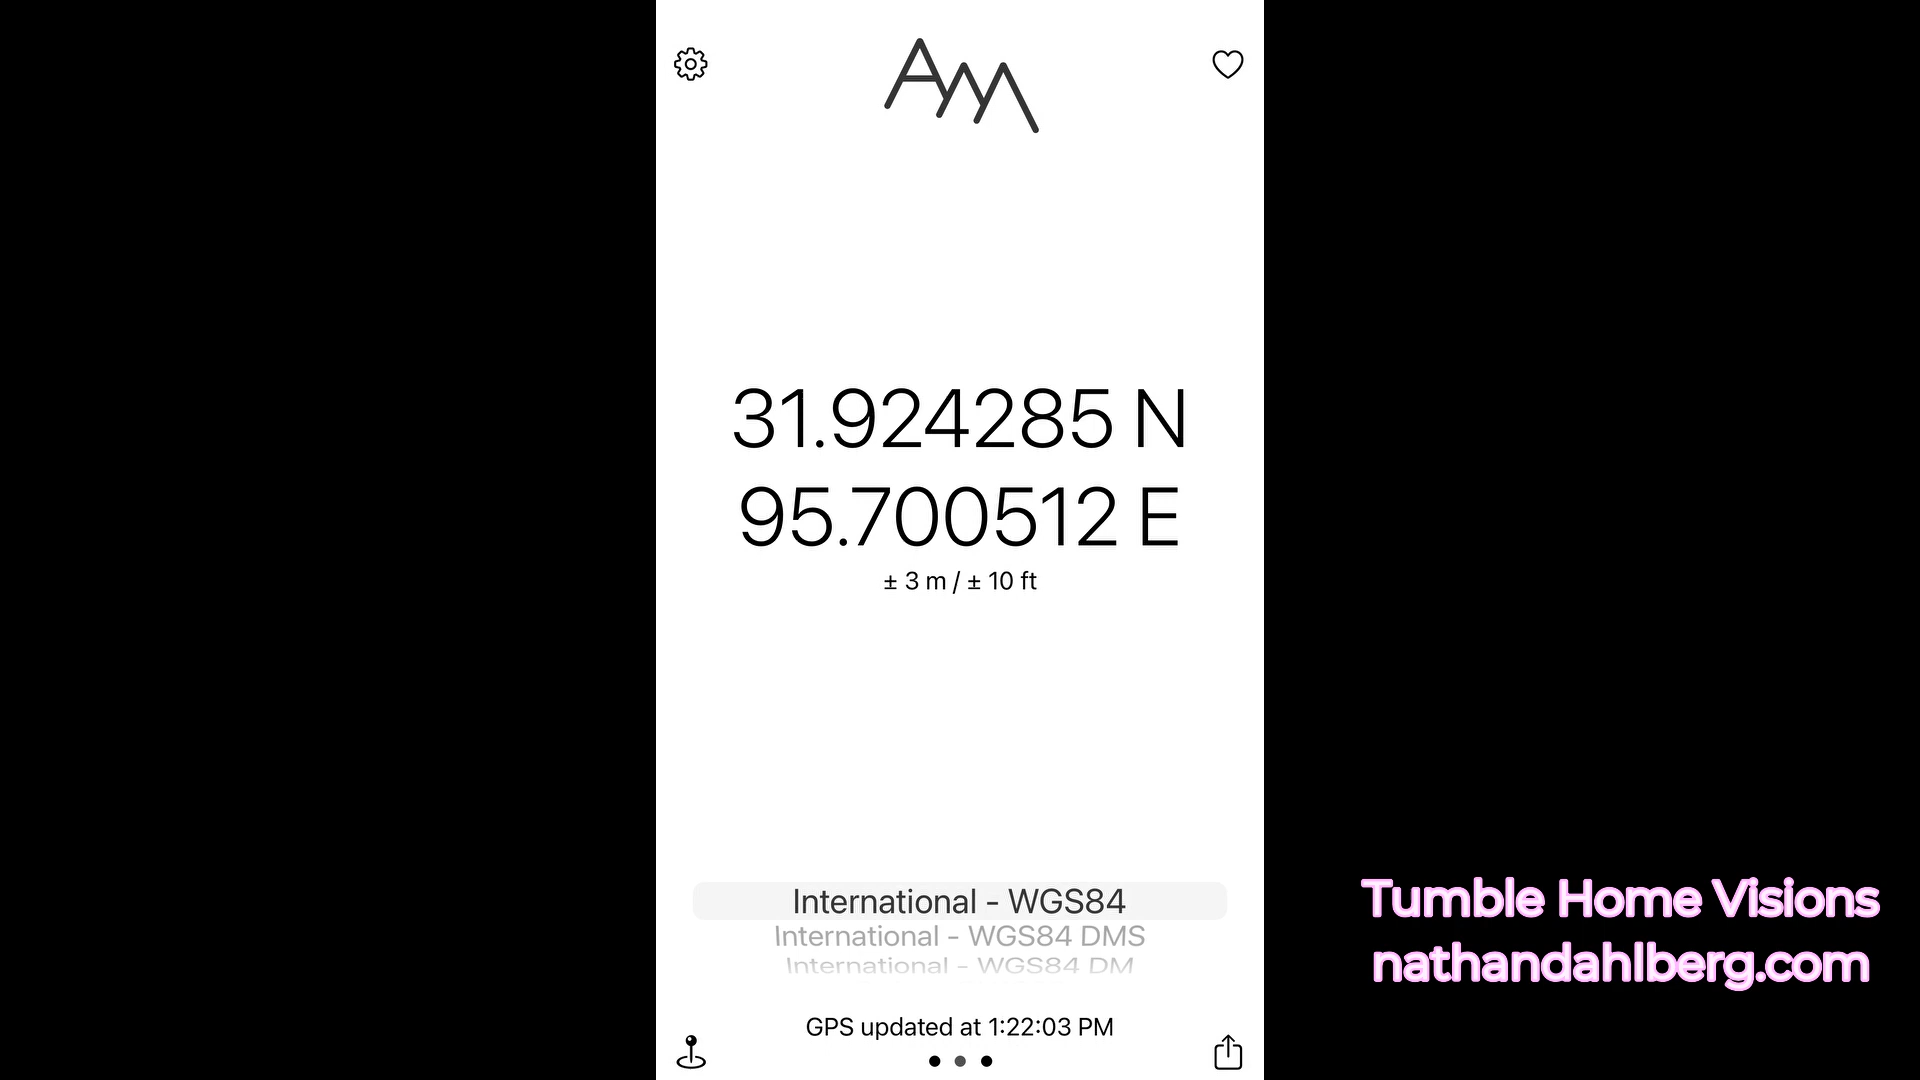 AM
31.924285 N
95.700512 E
± 3 m / ± 10 ft
International - WGS84
International - WGS84 DMS
International - WGS84 DM
GPS updated at 1:22:03 PM
Tumble Home Visions
nathandahlberg.com